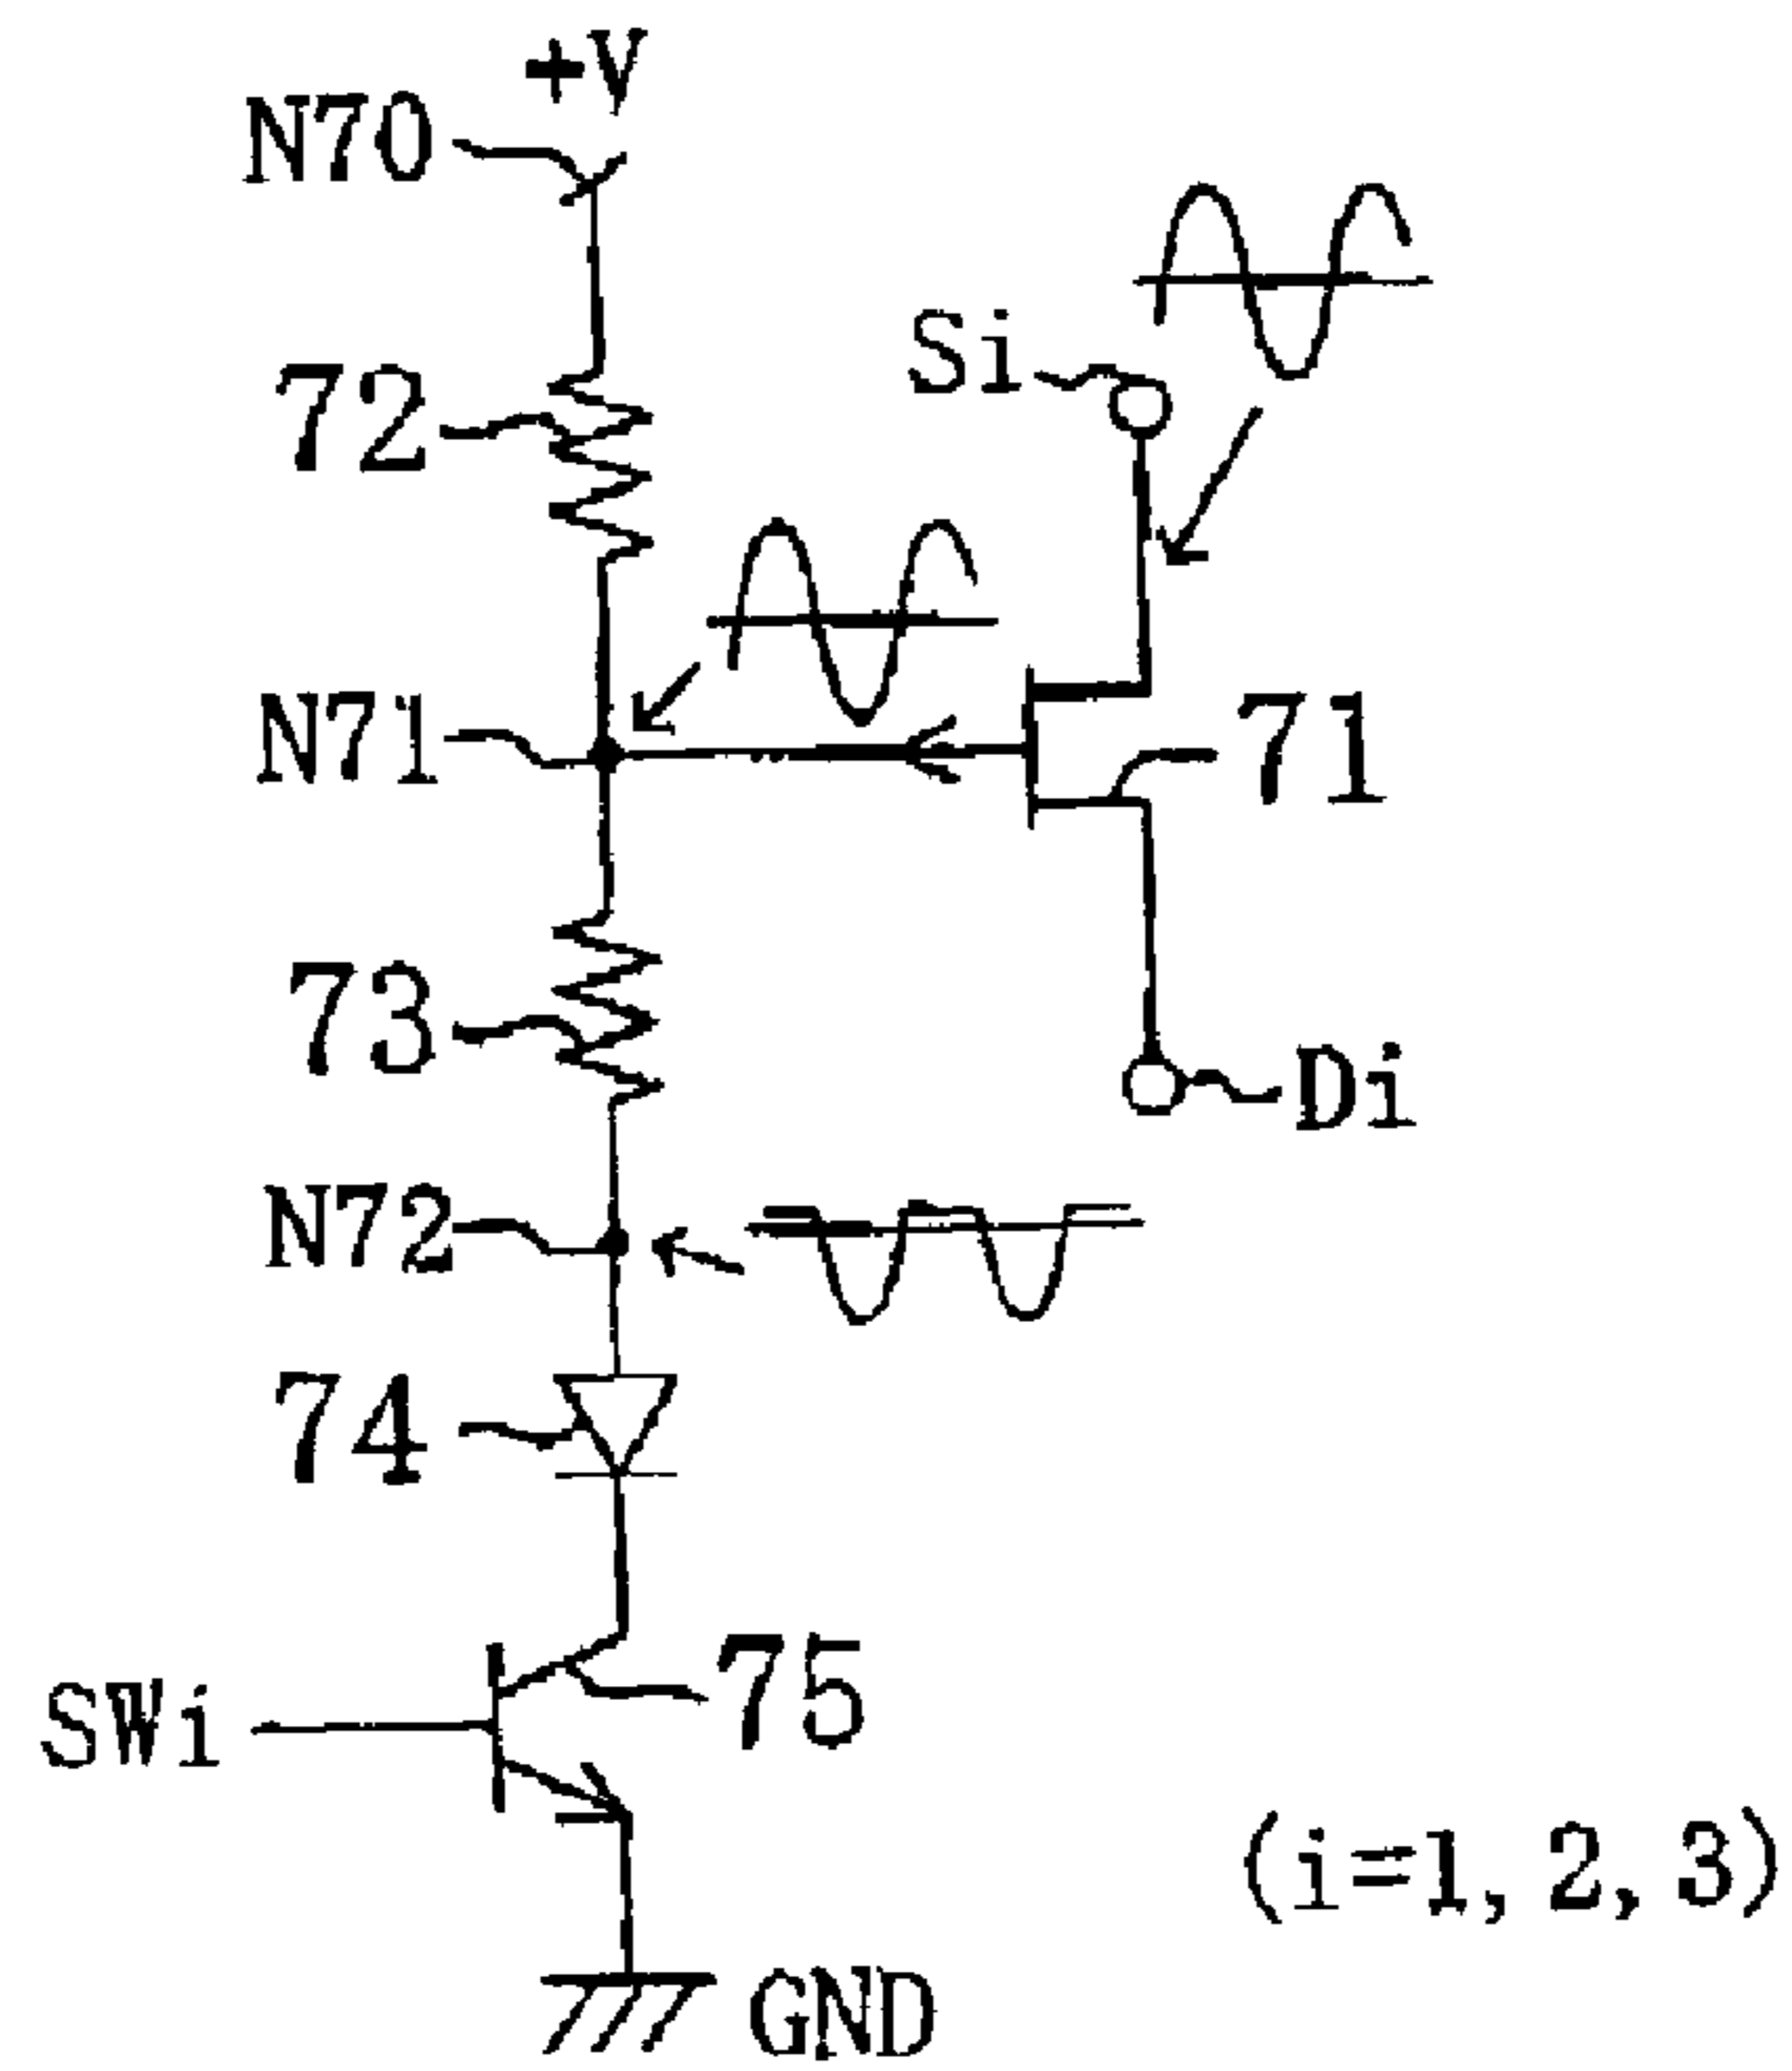 +V
N70
Si
72
N71
71
73
Di
N72
74
75
SWi
(i=1,2,3)
GND